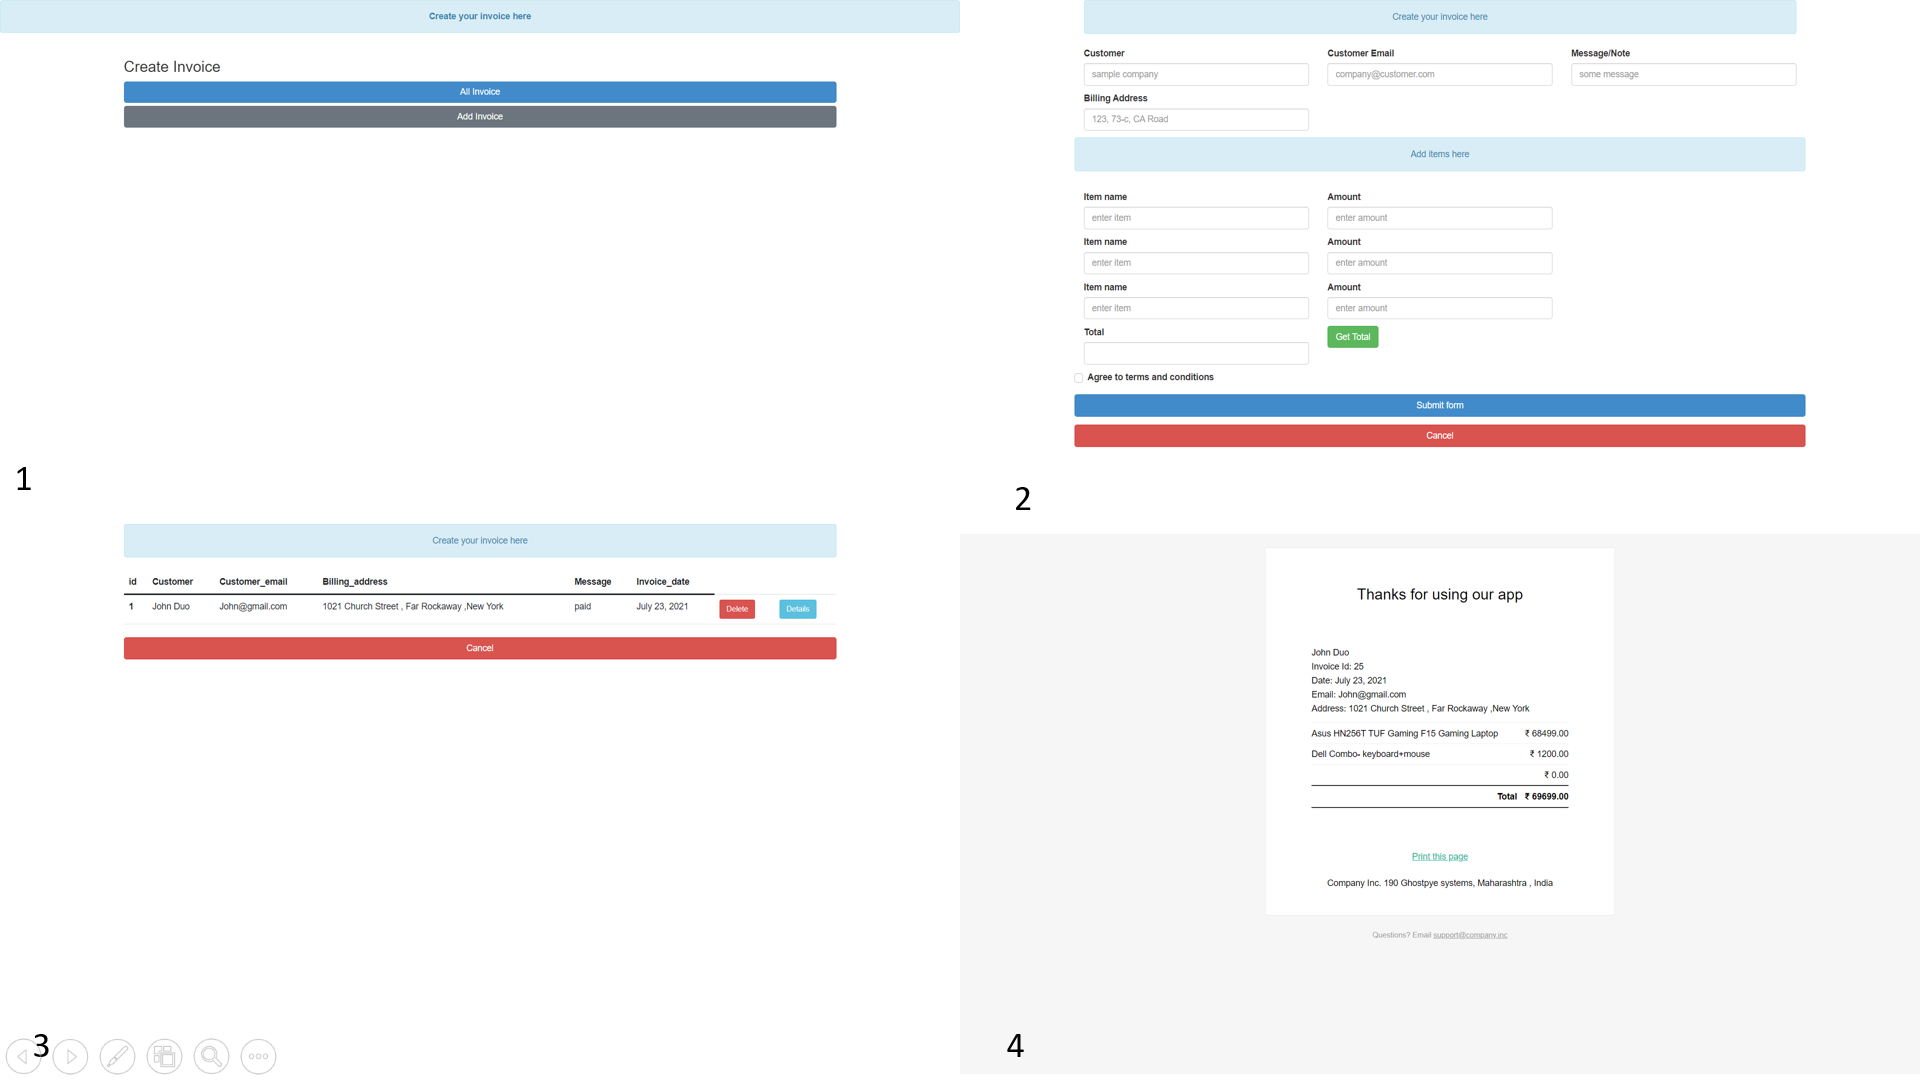 Create your invoice here
Create Invoice
All Invoice
Add Invoice
1
Create your invoice here
Customer Customer Email Message/Note
sample company company@customer.com some message
Billing Address
123, 73-c, CA Road
Add items here
Item name Amount
enter item enter amount
Item name Amount
enter item enter amount
Item name Amount
enter item enter amount
Total
Get Total
Agree to terms and conditions
Submit form
Cancel
2
Create your invoice here
id Customer Customer_email Billing_address Message Invoice_date
1 John Duo John@gmail.com 1021 Church Street , Far Rockaway ,New York paid July 23, 2021 Delete Details
Cancel
3
Thanks for using our app
John Duo
Invoice Id: 25
Date: July 23, 2021
Email: John@gmail.com
Address: 1021 Church Street , Far Rockaway ,New York
Asus HN256T TUF Gaming F15 Gaming Laptop ₹ 68499.00
Dell Combo- keyboard+mouse ₹ 1200.00
₹ 0.00
Total ₹ 69699.00
Print this page
Company Inc. 190 Ghostpye systems, Maharashtra , India
Questions? Email support@company.inc
4